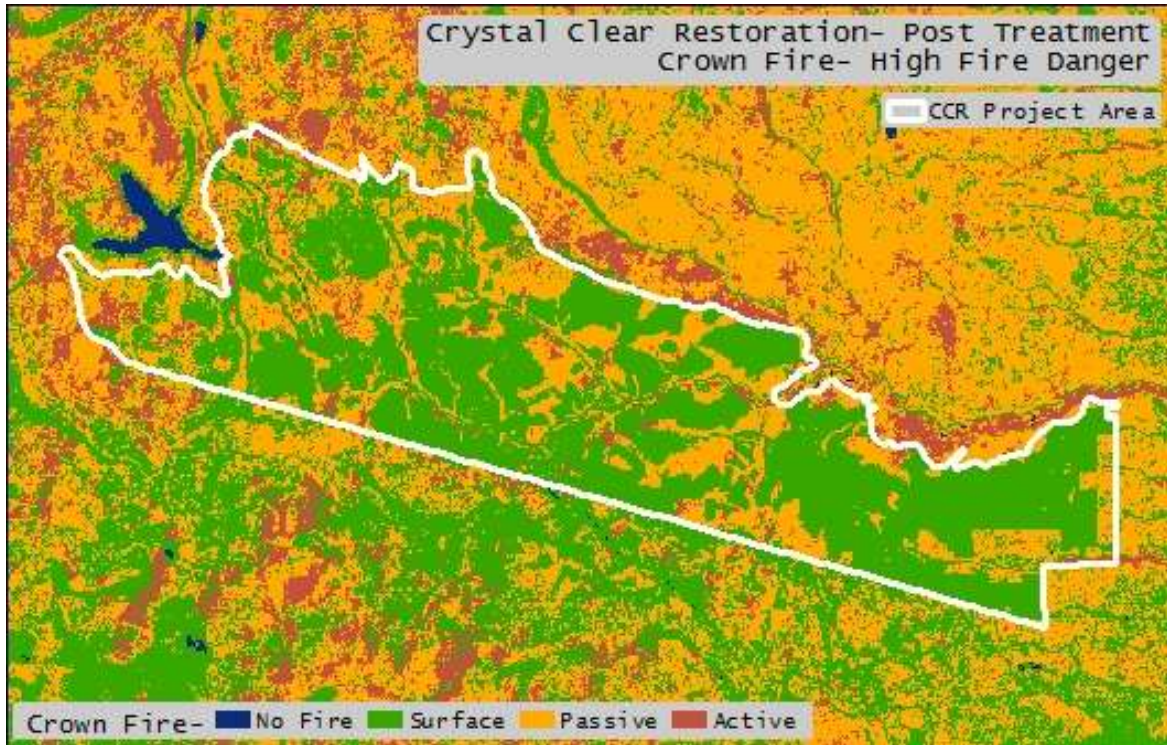 Crystal Clear Restoration- Post Treatment
Crown Fire- High Fire Danger
CCR Project Area
Crown Fire- No Fire Surface Passive Active